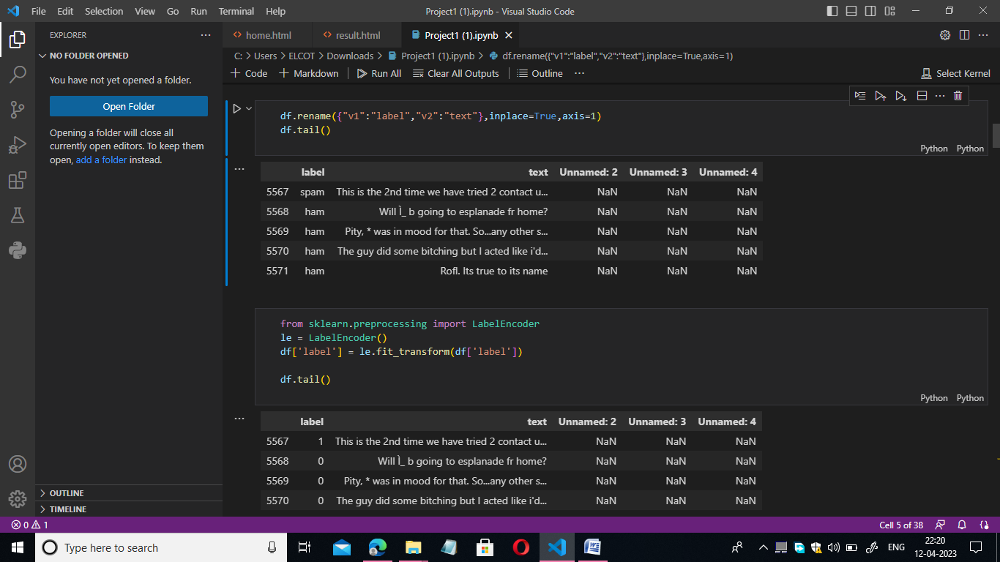 File Edit Selection View Go Run Terminal Help
Project1 (1).ipynb - Visual Studio Code
EXPLORER
NO FOLDER OPENED
You have not yet opened a folder.
Open Folder
Opening a folder will close all
currently open editors. To keep them
open, add a folder instead.
OUTLINE
TIMELINE
home.html result.html Project1 (1).ipynb
C: > Users > ELCOT > Downloads > Project1 (1).ipynb > df.rename({"v1":"label","v2":"text"},inplace=True,axis=1)
+ Code + Markdown Run All Clear All Outputs Outline ...
Select Kernel
df.rename({"v1":"label","v2":"text"},inplace=True,axis=1)
df.tail()
Python Python
label text Unnamed: 2 Unnamed: 3 Unnamed: 4
5567 spam This is the 2nd time we have tried 2 contact u... NaN NaN NaN
5568 ham Will Ì_ b going to esplanade fr home? NaN NaN NaN
5569 ham Pity, * was in mood for that. So...any other s... NaN NaN NaN
5570 ham The guy did some bitching but I acted like i'd... NaN NaN NaN
5571 ham Rofl. Its true to its name NaN NaN NaN
from sklearn.preprocessing import LabelEncoder
le = LabelEncoder()
df['label'] = le.fit_transform(df['label'])
df.tail()
Python Python
label text Unnamed: 2 Unnamed: 3 Unnamed: 4
5567 1 This is the 2nd time we have tried 2 contact u... NaN NaN NaN
5568 0 Will Ì_ b going to esplanade fr home? NaN NaN NaN
5569 0 Pity, * was in mood for that. So...any other s... NaN NaN NaN
5570 0 The guy did some bitching but I acted like i'd... NaN NaN NaN
0 1
Cell 5 of 38
Type here to search
ENG
22:20
12-04-2023